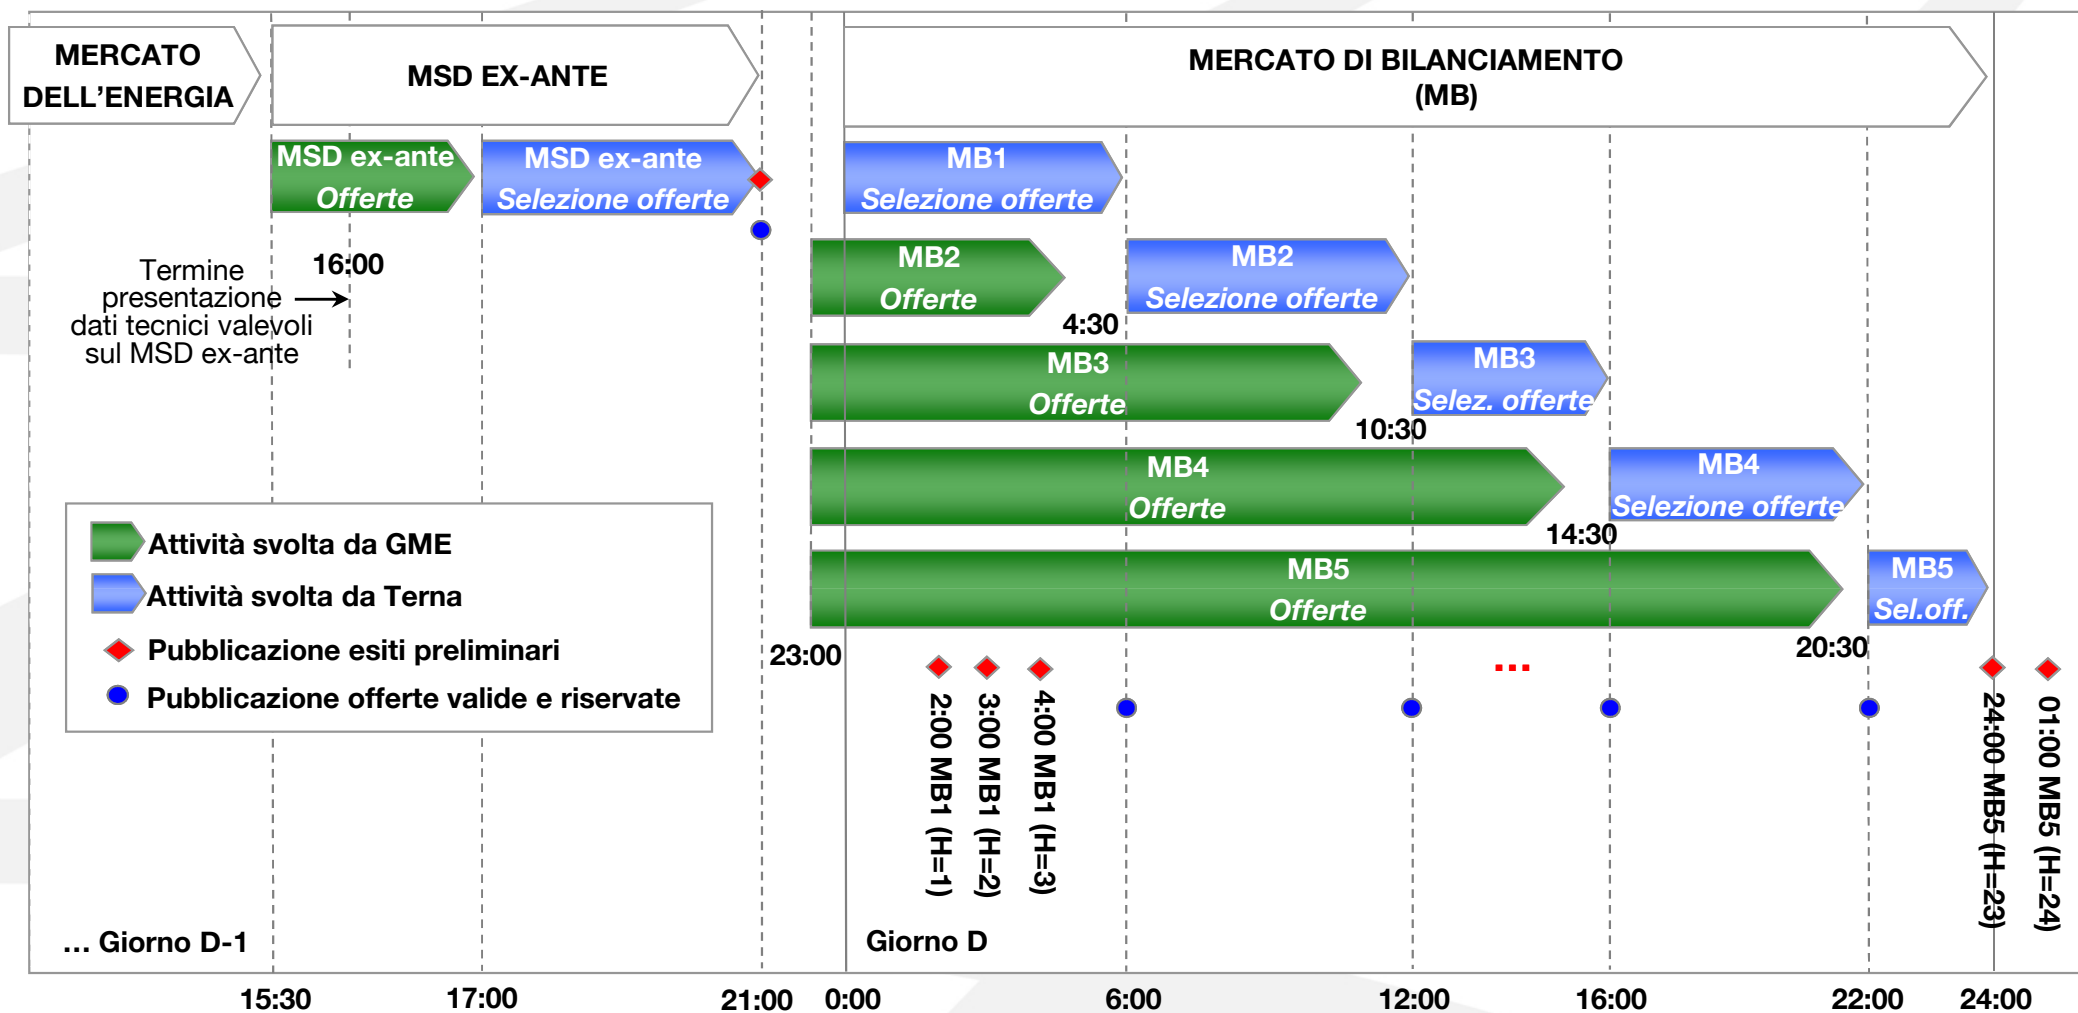 MERCATO
DELL’ENERGIA
MSD EX-ANTE
MERCATO DI BILANCIAMENTO
(MB)
MSD ex-ante
Offerte
MSD ex-ante
Selezione offerte
MB1
Selezione offerte
Termine
presentazione
dati tecnici valevoli
sul MSD ex-ante
16:00
MB2
Offerte
4:30
MB2
Selezione offerte
MB3
Offerte
10:30
MB3
Selez. offerte
MB4
Offerte
14:30
MB4
Selezione offerte
MB5
Offerte
20:30
MB5
Sel.off.
23:00
Attività svolta da GME
Attività svolta da Terna
Pubblicazione esiti preliminari
Pubblicazione offerte valide e riservate
...
2:00 MB1 (H=1)
3:00 MB1 (H=2)
4:00 MB1 (H=3)
24:00 MB5 (H=23)
01:00 MB5 (H=24)
... Giorno D-1
Giorno D
15:30
17:00
21:00
0:00
6:00
12:00
16:00
22:00
24:00